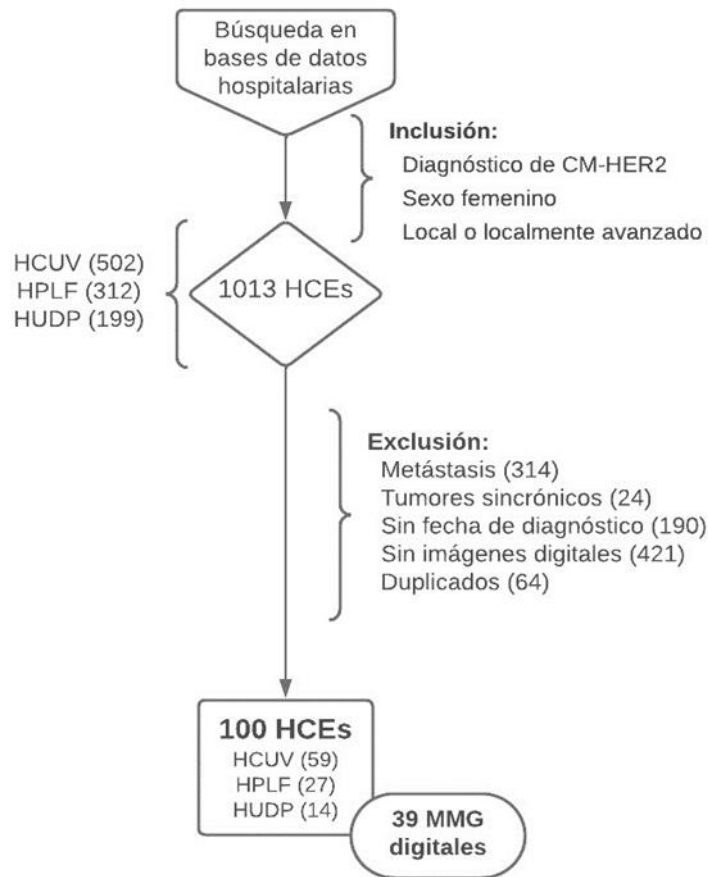 Búsqueda en
bases de datos
hospitalarias
Inclusión:
Diagnóstico de CM-HER2
Sexo femenino
Local o localmente avanzado
HCUV (502)
HPLF (312)
HUDP (199)
1013 HCEs
Exclusión:
Metástasis (314)
Tumores sincrónicos (24)
Sin fecha de diagnóstico (190)
Sin imágenes digitales (421)
Duplicados (64)
100 HCEs
HCUV (59)
HPLF (27)
HUDP (14)
39 MMG
digitales